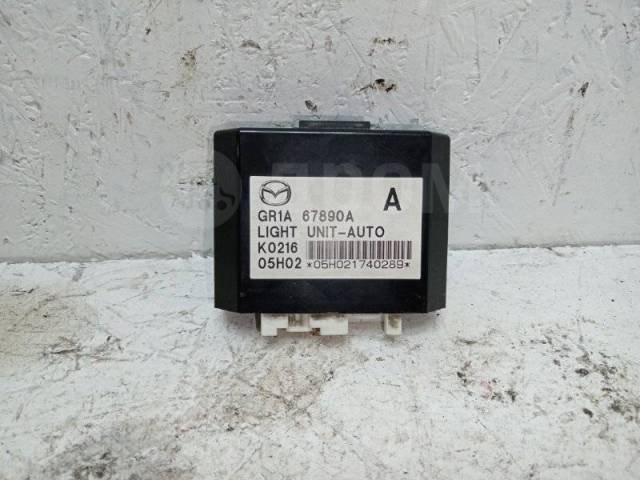 A
GR1A 67890A
LIGHT UNIT-AUTO
K0216
05H02 *05H021740289*